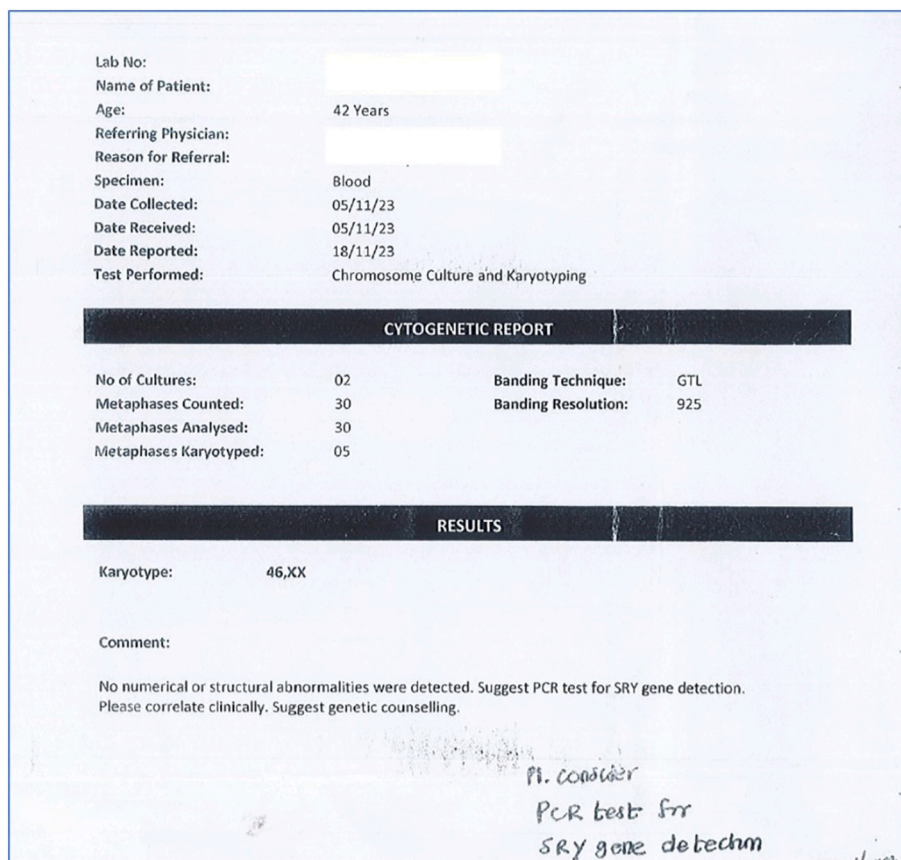 Lab No:
Name of Patient:
Age: 42 Years
Referring Physician:
Reason for Referral:
Specimen: Blood
Date Collected: 05/11/23
Date Received: 05/11/23
Date Reported: 18/11/23
Test Performed: Chromosome Culture and Karyotyping
CYTOGENETIC REPORT
No of Cultures: 02 Banding Technique: GTL
Metaphases Counted: 30 Banding Resolution: 925
Metaphases Analysed: 30
Metaphases Karyotyped: 05
RESULTS
Karyotype: 46,XX
Comment:
No numerical or structural abnormalities were detected. Suggest PCR test for SRY gene detection.
Please correlate clinically. Suggest genetic counselling.
Pl. consider
PCR test for
SRY gene detection